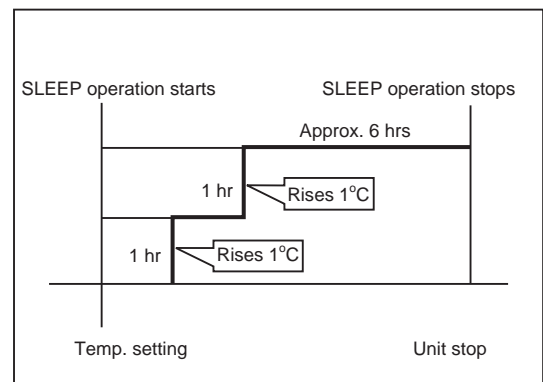 SLEEP operation starts
SLEEP operation stops
Approx. 6 hrs
1 hr
Rises 1°C
1 hr
Rises 1°C
Temp. setting
Unit stop